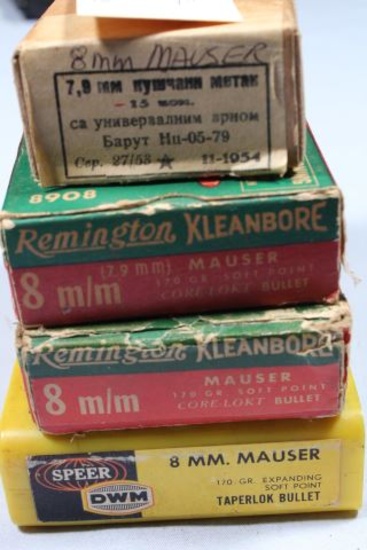 8mm MAUSER
7,9 мм пушчани метак
- 15 ком.
са универзалним зрном
Барут Нц-05-79
Сер. 27/53 ★ II-1954
8908
Remington KLEANBORE
8 m/m (7.9 mm) MAUSER
170 GR. SOFT POINT
CORE-LOKT BULLET
Remington KLEANBORE
8 m/m MAUSER
170 GR. SOFT POINT
CORE-LOKT BULLET
SPEER
DWM
8 MM. MAUSER
170 GR. EXPANDING
SOFT POINT
TAPERLOK BULLET